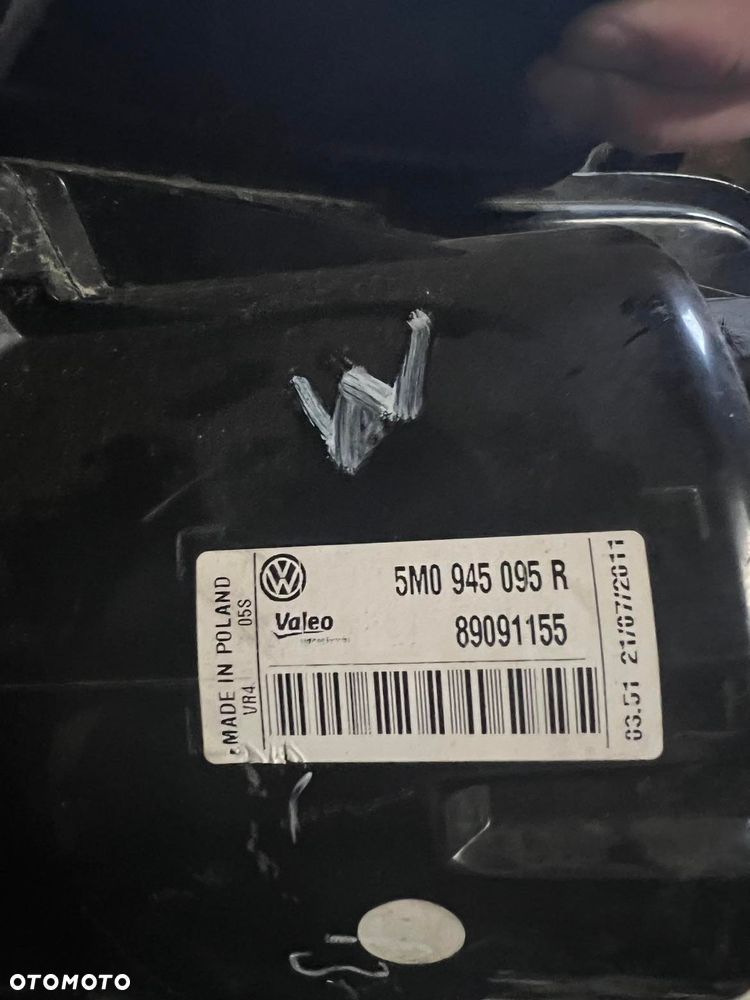 W
5M0 945 095 R
Valeo
89091155
MADE IN POLAND
05S
VR4
03.51 21/07/2011
OTOMOTO